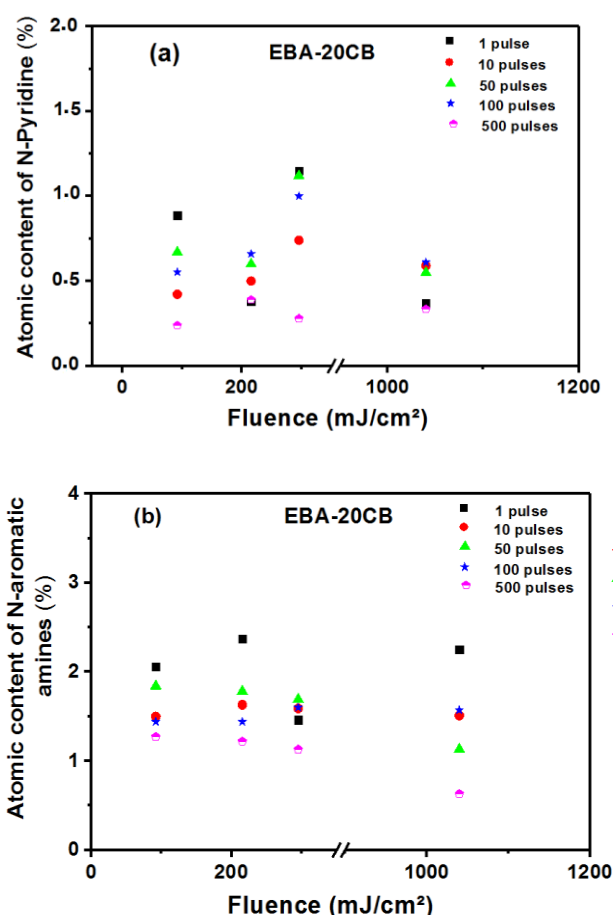 (a)
EBA-20CB
1 pulse
10 pulses
50 pulses
100 pulses
500 pulses
2.0
1.5
1.0
0.5
0.0
Atomic content of N-Pyridine (%)
0
200
1000
1200
Fluence (mJ/cm²)
(b)
EBA-20CB
1 pulse
10 pulses
50 pulses
100 pulses
500 pulses
4
3
2
1
0
Atomic content of N-aromatic
amines (%)
0
200
1000
1200
Fluence (mJ/cm²)